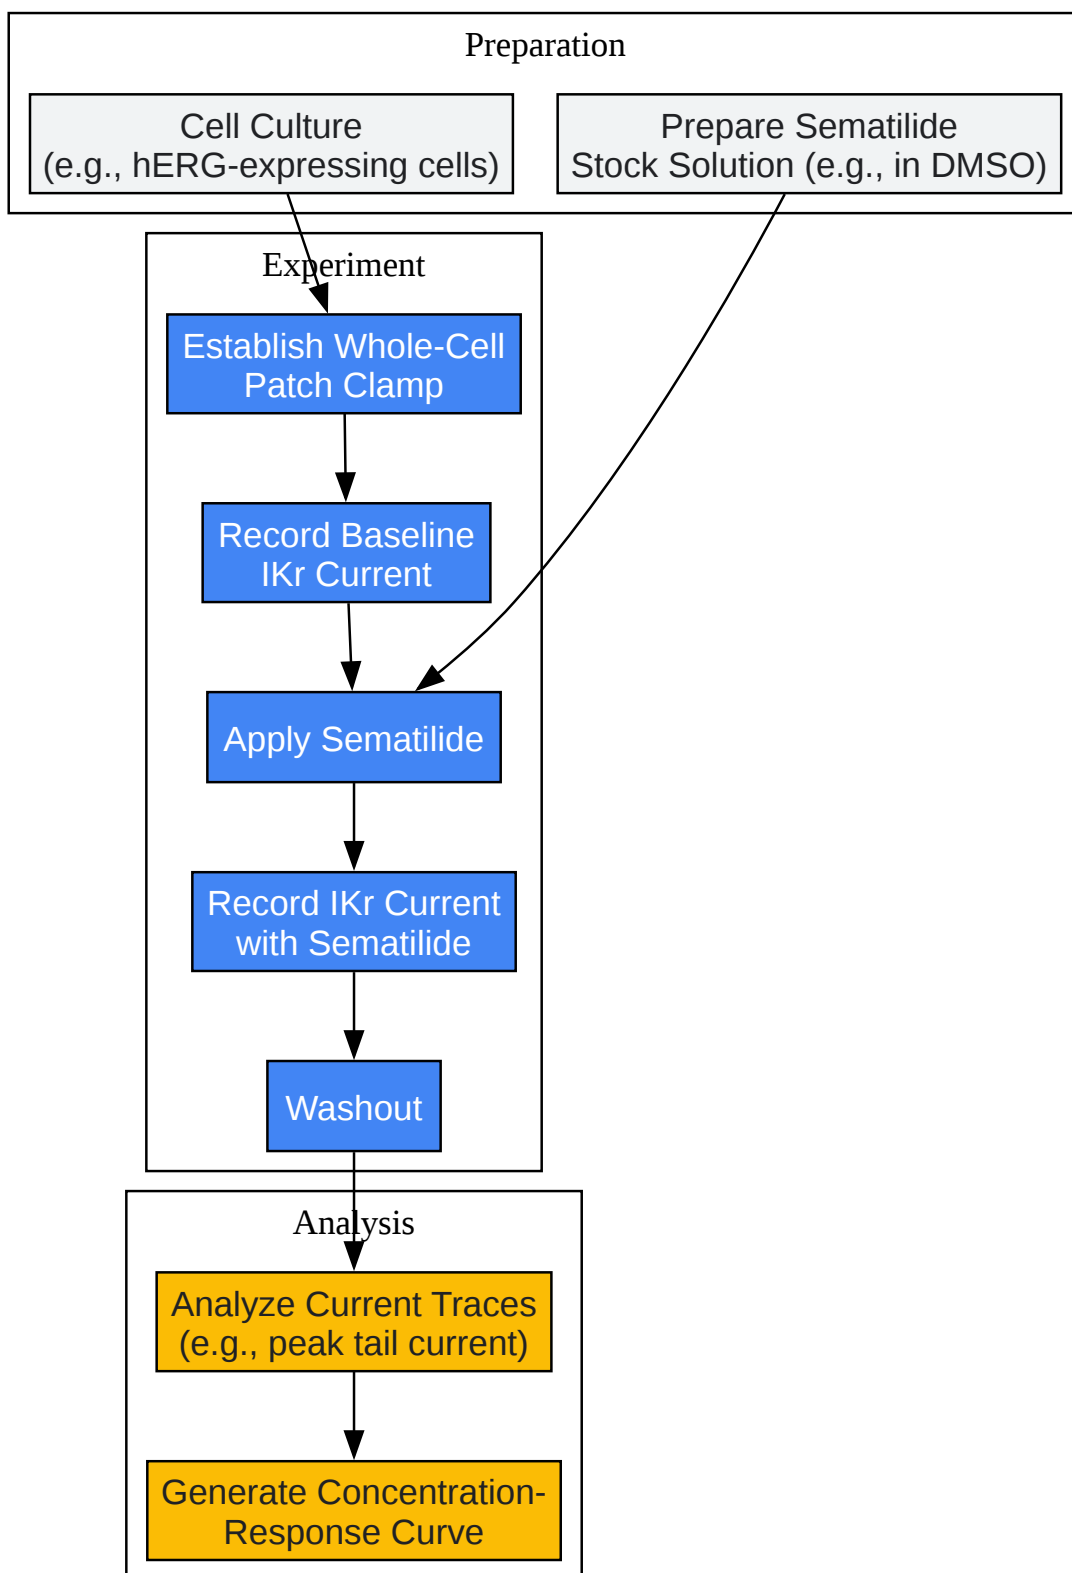 Preparation
Cell Culture
(e.g., hERG-expressing cells)
Prepare Sematilide
Stock Solution (e.g., in DMSO)
Experiment
Establish Whole-Cell
Patch Clamp
Record Baseline
IKr Current
Apply Sematilide
Record IKr Current
with Sematilide
Washout
Analysis
Analyze Current Traces
(e.g., peak tail current)
Generate Concentration-
Response Curve